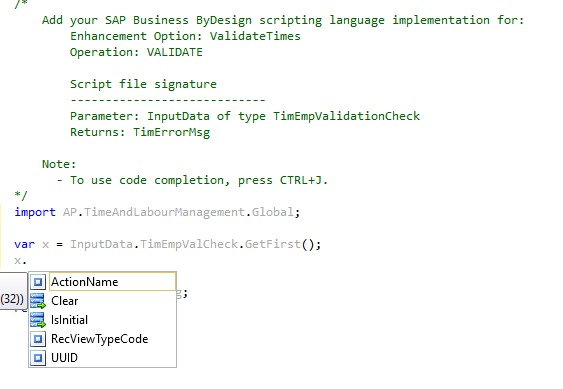 /*
Add your SAP Business ByDesign scripting language implementation for:
Enhancement Option: ValidateTimes
Operation: VALIDATE
Script file signature
----------------------------
Parameter: InputData of type TimEmpValidationCheck
Returns: TimErrorMsg
Note:
- To use code completion, press CTRL+J.
*/
import AP.TimeAndLabourManagement.Global;
var x = InputData.TimEmpValCheck.GetFirst();
x.
ActionName
(32)) Clear g;
IsInitial
RecViewTypeCode
UUID